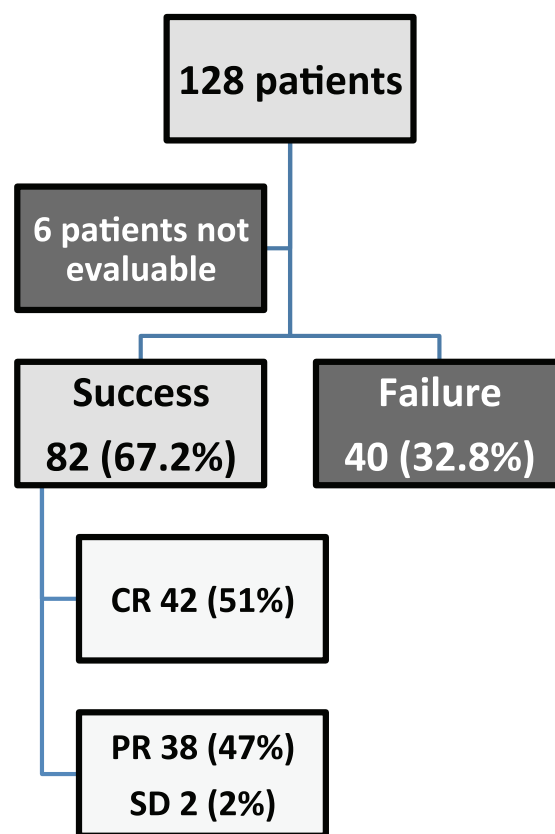 128 patients
6 patients not
evaluable
Success
82 (67.2%)
Failure
40 (32.8%)
CR 42 (51%)
PR 38 (47%)
SD 2 (2%)